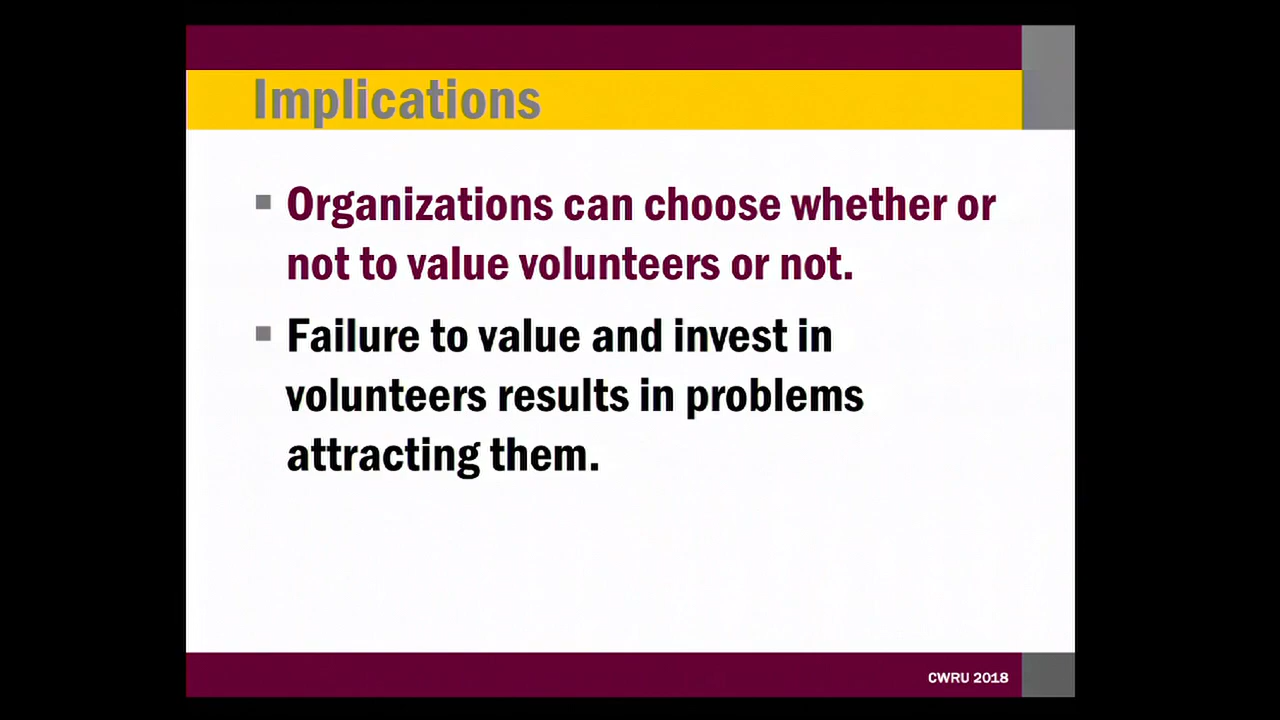 Implications
Organizations can choose whether or
not to value volunteers or not.
Failure to value and invest in
volunteers results in problems
attracting them.
CWRU 2018